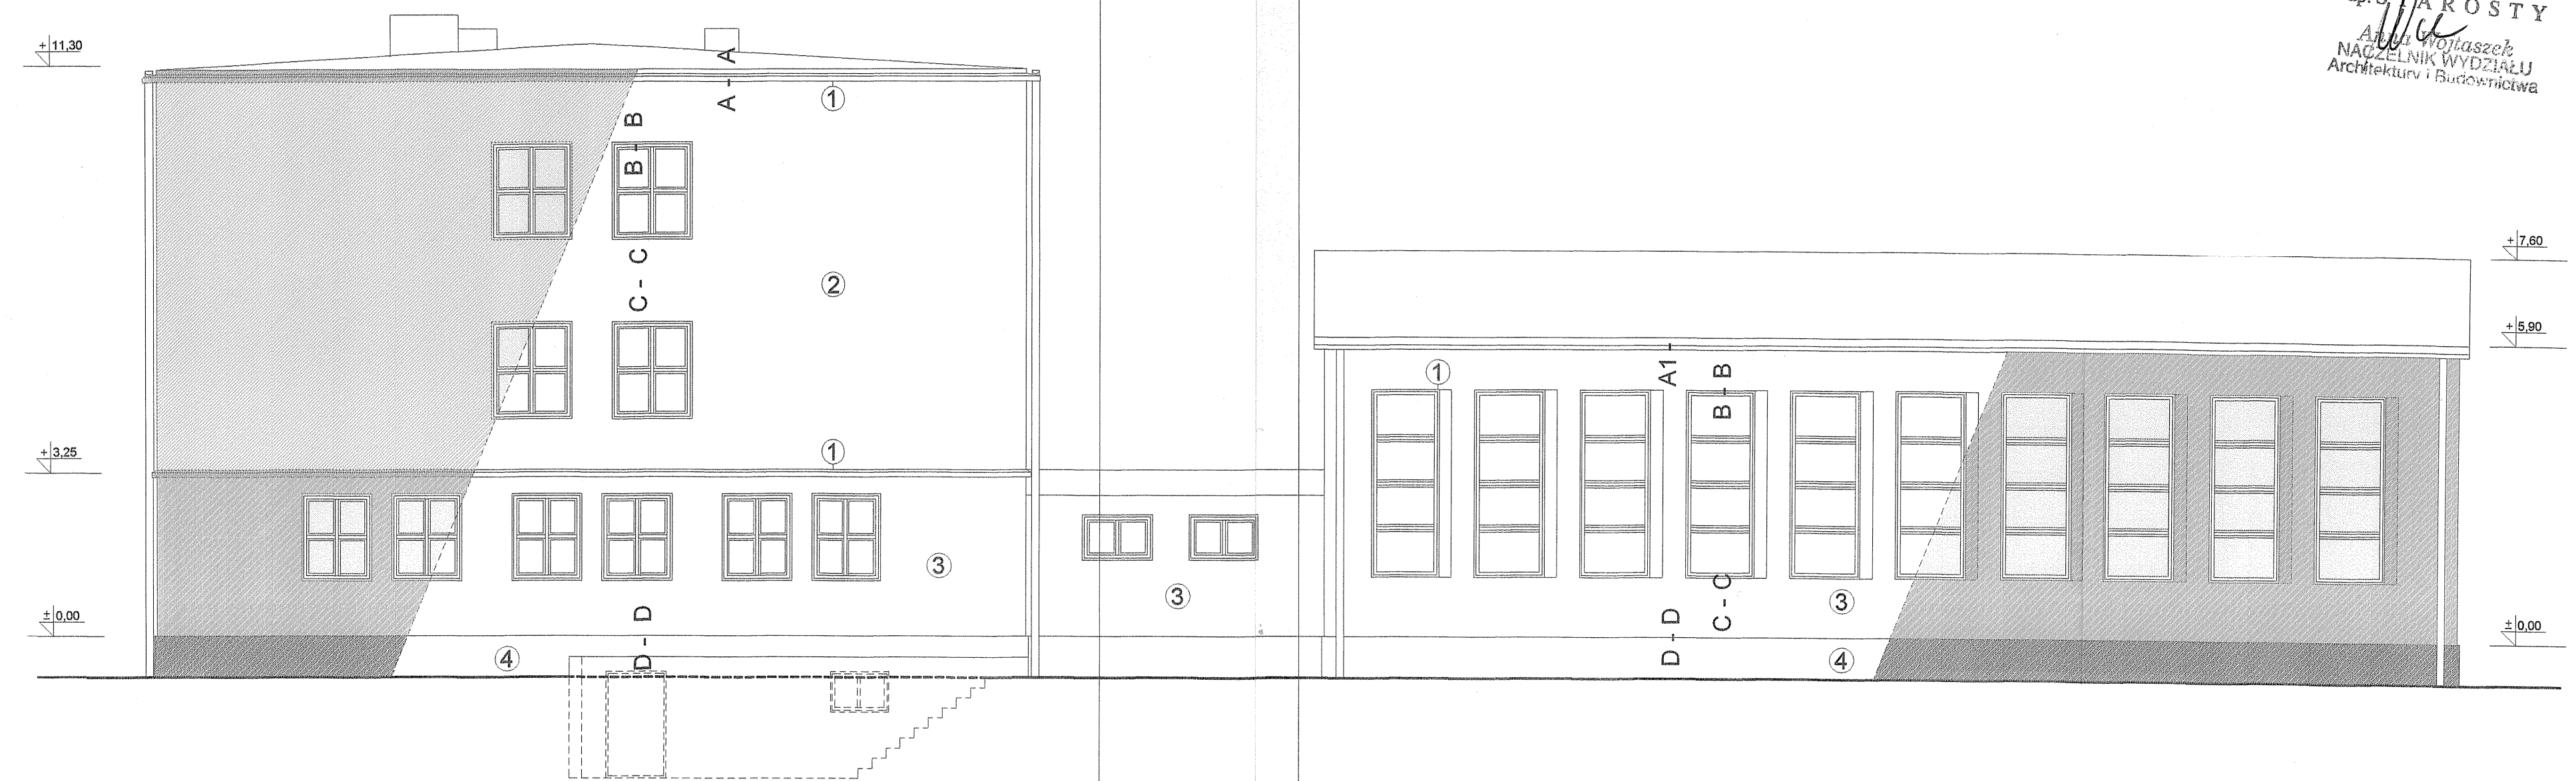 S T A R O S T Y
Anna Wojtaszek
NACZELNIK WYDZIAŁU
Architektury i Budownictwa
+ 11,30
A - A
1
B - B
C - C
2
+ 7,60
+ 5,90
1
A1 -
B - B
+ 3,25
1
3
3
C - C
3
± 0,00
D - D
4
D - D
4
± 0,00